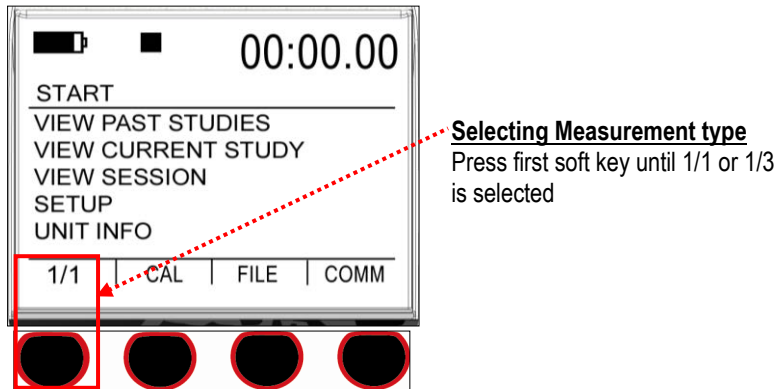 00:00.00
START
VIEW PAST STUDIES
VIEW CURRENT STUDY
VIEW SESSION
SETUP
UNIT INFO
1/1 CAL FILE COMM
Selecting Measurement type
Press first soft key until 1/1 or 1/3
is selected